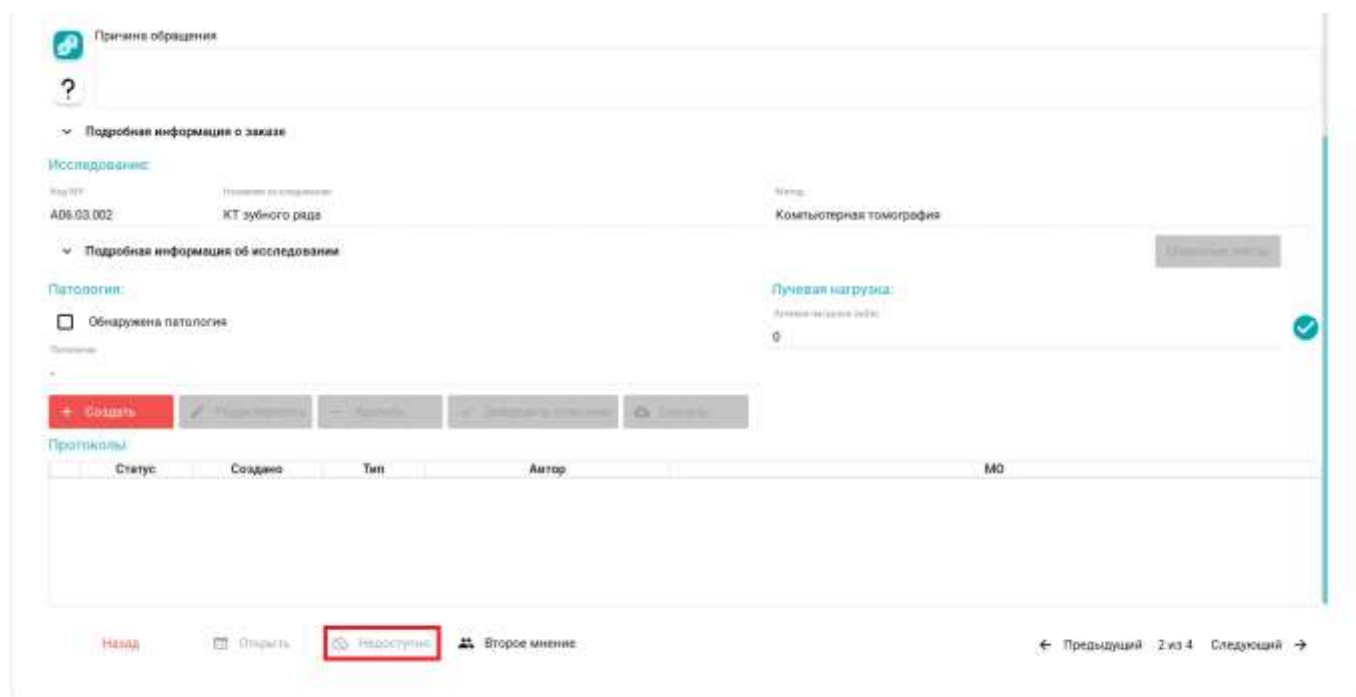 Причина обращения
?
Подробная информация о заказе
Исследование:
A06.03.002 КТ зубного ряда Компьютерная томография
Подробная информация об исследовании
Патология: Лучевая нагрузка:
Обнаружена патология
0
-
+ Создать
Протоколы:
Статус Создано Тип Автор МО
Назад Открыть Недоступно Второе мнение ← Предыдущий 2 из 4 Следующий →